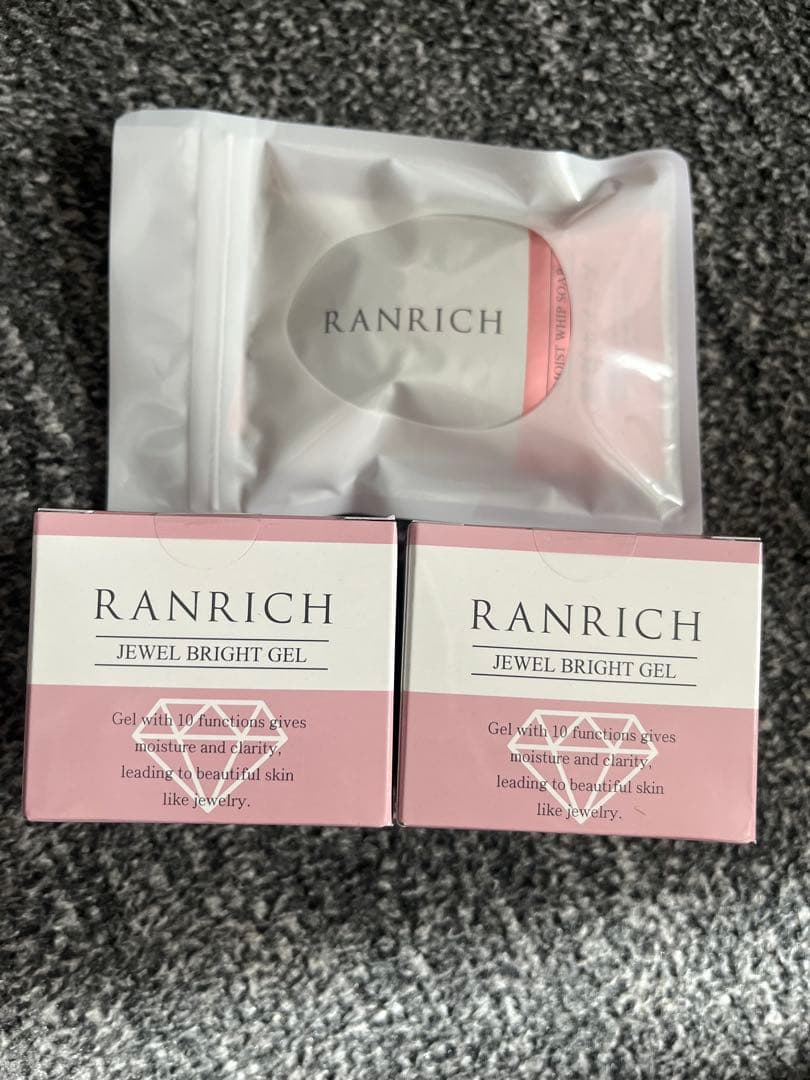 RANRICH
OIST WHIP SOAP
RANRICH
JEWEL BRIGHT GEL
Gel with 10 functions gives
moisture and clarity,
leading to beautiful skin
like jewelry.
RANRICH
JEWEL BRIGHT GEL
Gel with 10 functions gives
moisture and clarity,
leading to beautiful skin
like jewelry.